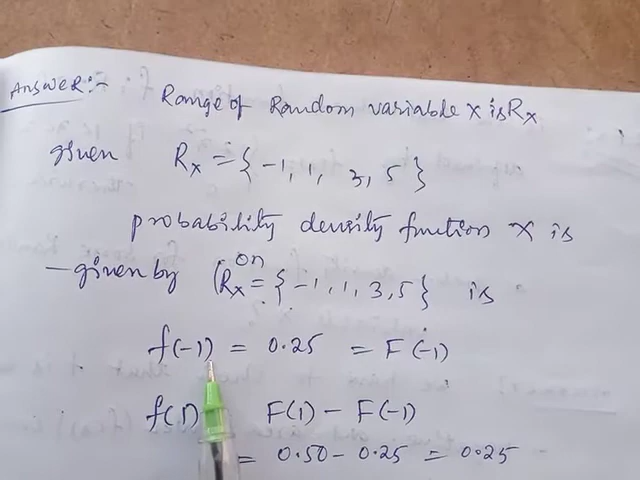 Answer:-
Range of Random variable X is Rx
given Rx = { -1, 1, 3, 5 }
probability density function X is
-given by on (Rx = { -1, 1, 3, 5 } is
f(-1) = 0.25 = F(-1)
f(1) F(1) - F(-1)
= 0.50 - 0.25 = 0.25